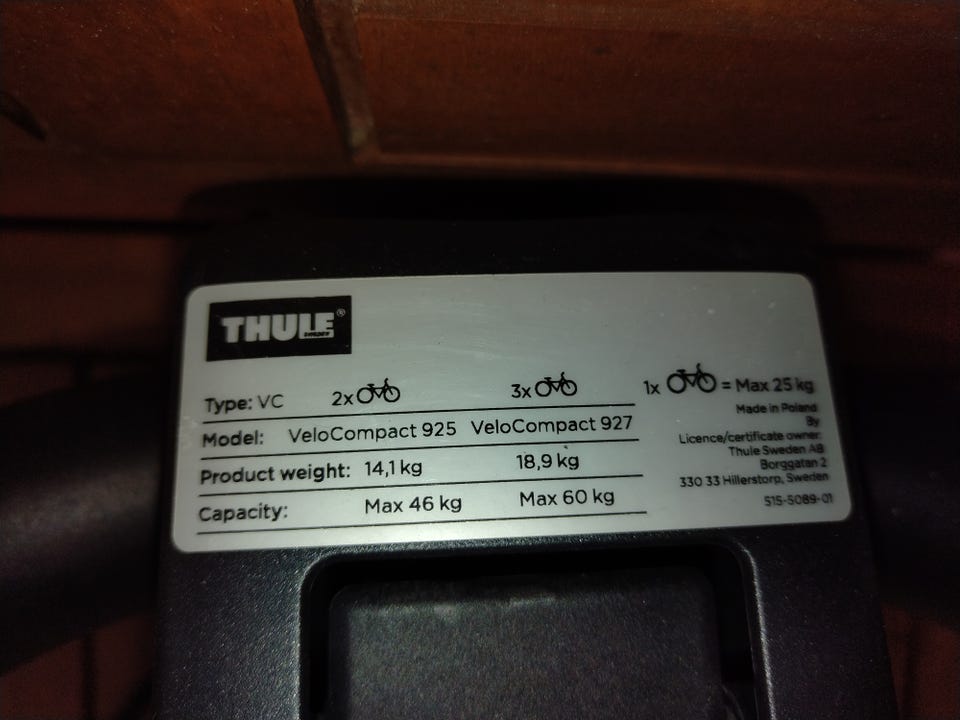 THULE®
SWEDEN
Type: VC 2x 3x 1x = Max 25 kg
Model: VeloCompact 925 VeloCompact 927
Product weight: 14,1 kg 18,9 kg
Capacity: Max 46 kg Max 60 kg
Made in Poland
By
Licence/certificate owner:
Thule Sweden AB
Borggatan 2
330 33 Hillerstorp, Sweden
515-5089-01